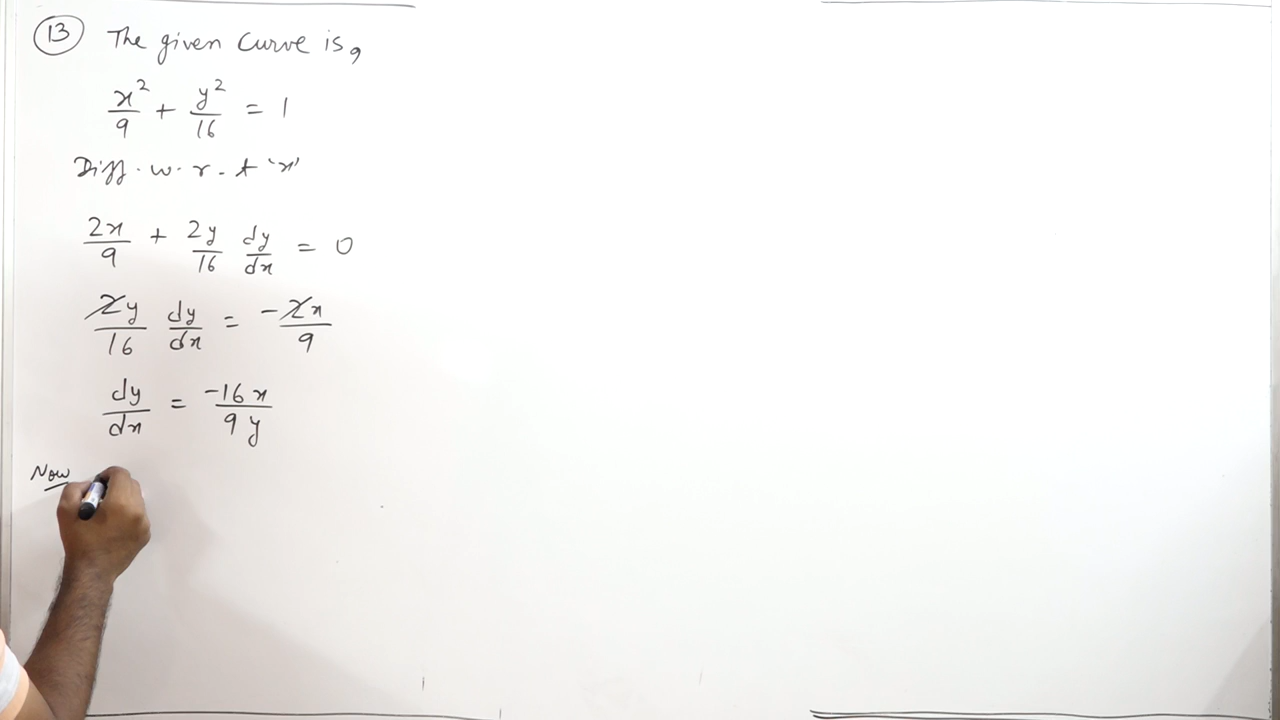 13 The given curve is,
x²/9 + y²/16 = 1
Diff. w. r. t 'x'
2x/9 + 2y/16 dy/dx = 0
2y/16 dy/dx = -2x/9
dy/dx = -16x/9y
Now